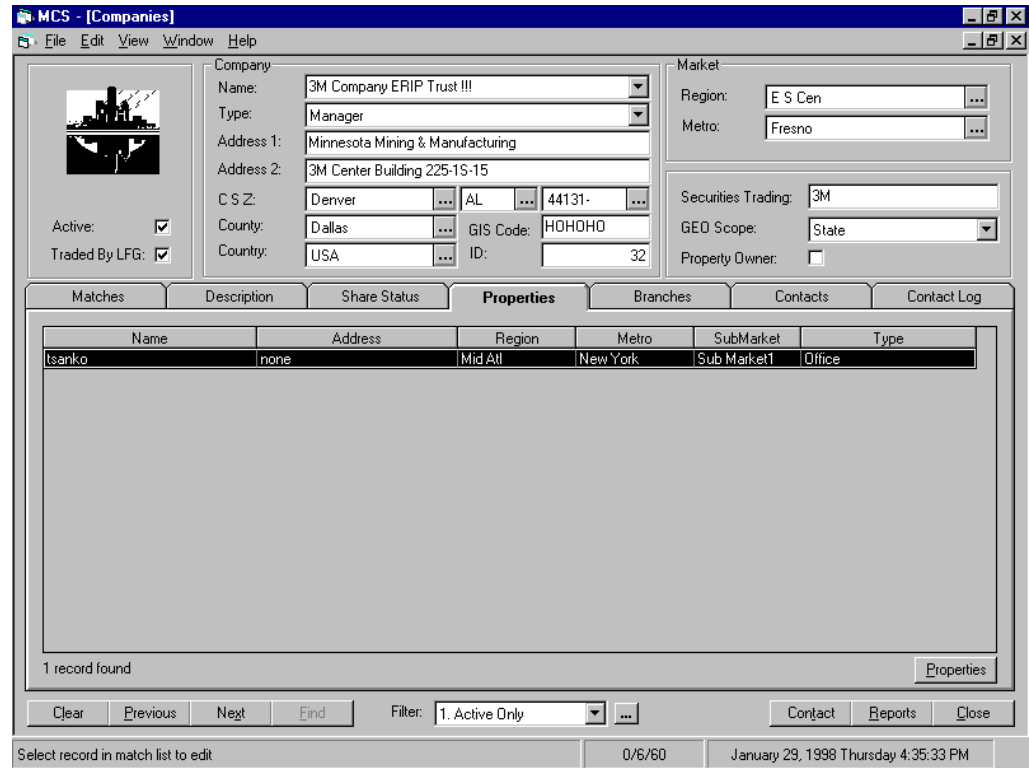 MCS - [Companies]
File Edit View Window Help
Company
Name: 3M Company ERIP Trust !!!
Type: Manager
Address 1: Minnesota Mining & Manufacturing
Address 2: 3M Center Building 225-1S-15
C S Z: Denver ... AL ... 44131- ...
County: Dallas ... GIS Code: HOHOHO
Country: USA ... ID: 32
Active:
Traded By LFG:
Market
Region: E S Cen ...
Metro: Fresno ...
Securities Trading: 3M
GEO Scope: State
Property Owner:
Matches Description Share Status Properties Branches Contacts Contact Log
Name Address Region Metro SubMarket Type
tsanko none Mid Atl New York Sub Market1 Office
1 record found
Properties
Clear Previous Next Find Filter: 1. Active Only ... Contact Reports Close
Select record in match list to edit 0/6/60 January 29, 1998 Thursday 4:35:33 PM